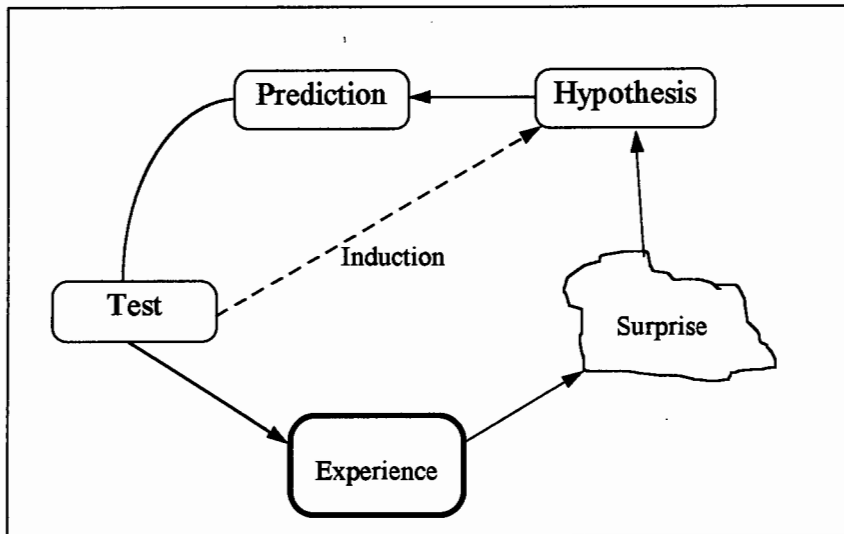 Prediction
Hypothesis
Induction
Test
Surprise
Experience